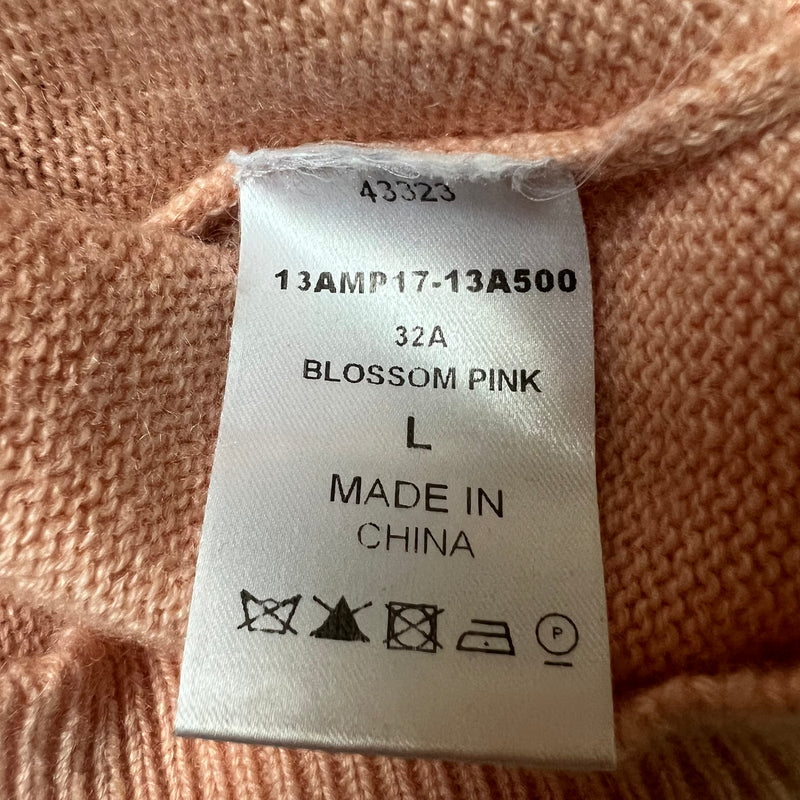 43323
13AMP17-13A500
32A
BLOSSOM PINK
L
MADE IN
CHINA
P